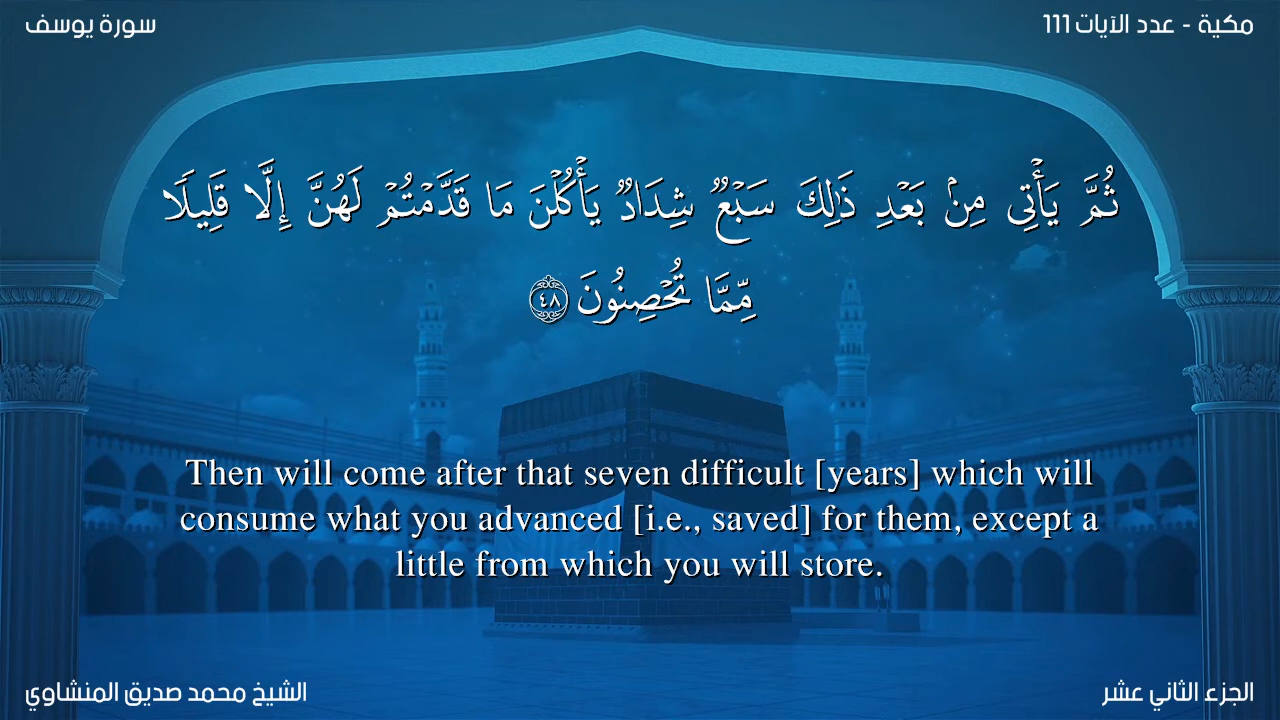 مكية - عدد الآيات 111
سورة يوسف
ثُمَّ يَأْتِى مِنۢ بَعْدِ ذَٰلِكَ سَبْعٌ شِدَادٌ يَأْكُلْنَ مَا قَدَّمْتُمْ لَهُنَّ إِلَّا قَلِيلًا
مِّمَّا تُحْصِنُونَ ٤٨
Then will come after that seven difficult [years] which will
consume what you advanced [i.e., saved] for them, except a
little from which you will store.
الجزء الثاني عشر
الشيخ محمد صديق المنشاوي